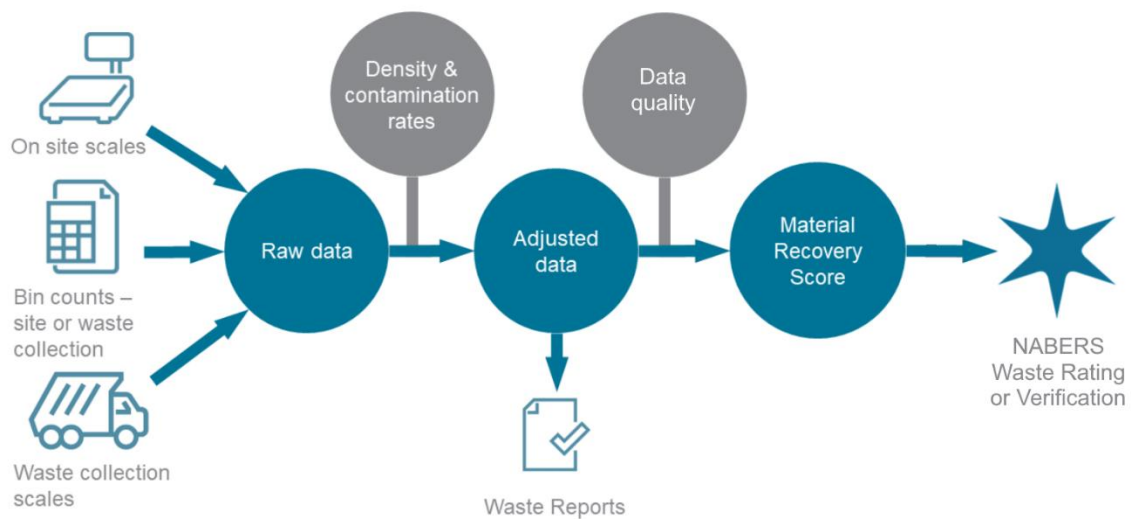 On site scales
Bin counts –
site or waste
collection
Waste collection
scales
Raw data
Density &
contamination
rates
Adjusted
data
Waste Reports
Data
quality
Material
Recovery
Score
NABERS
Waste Rating
or Verification